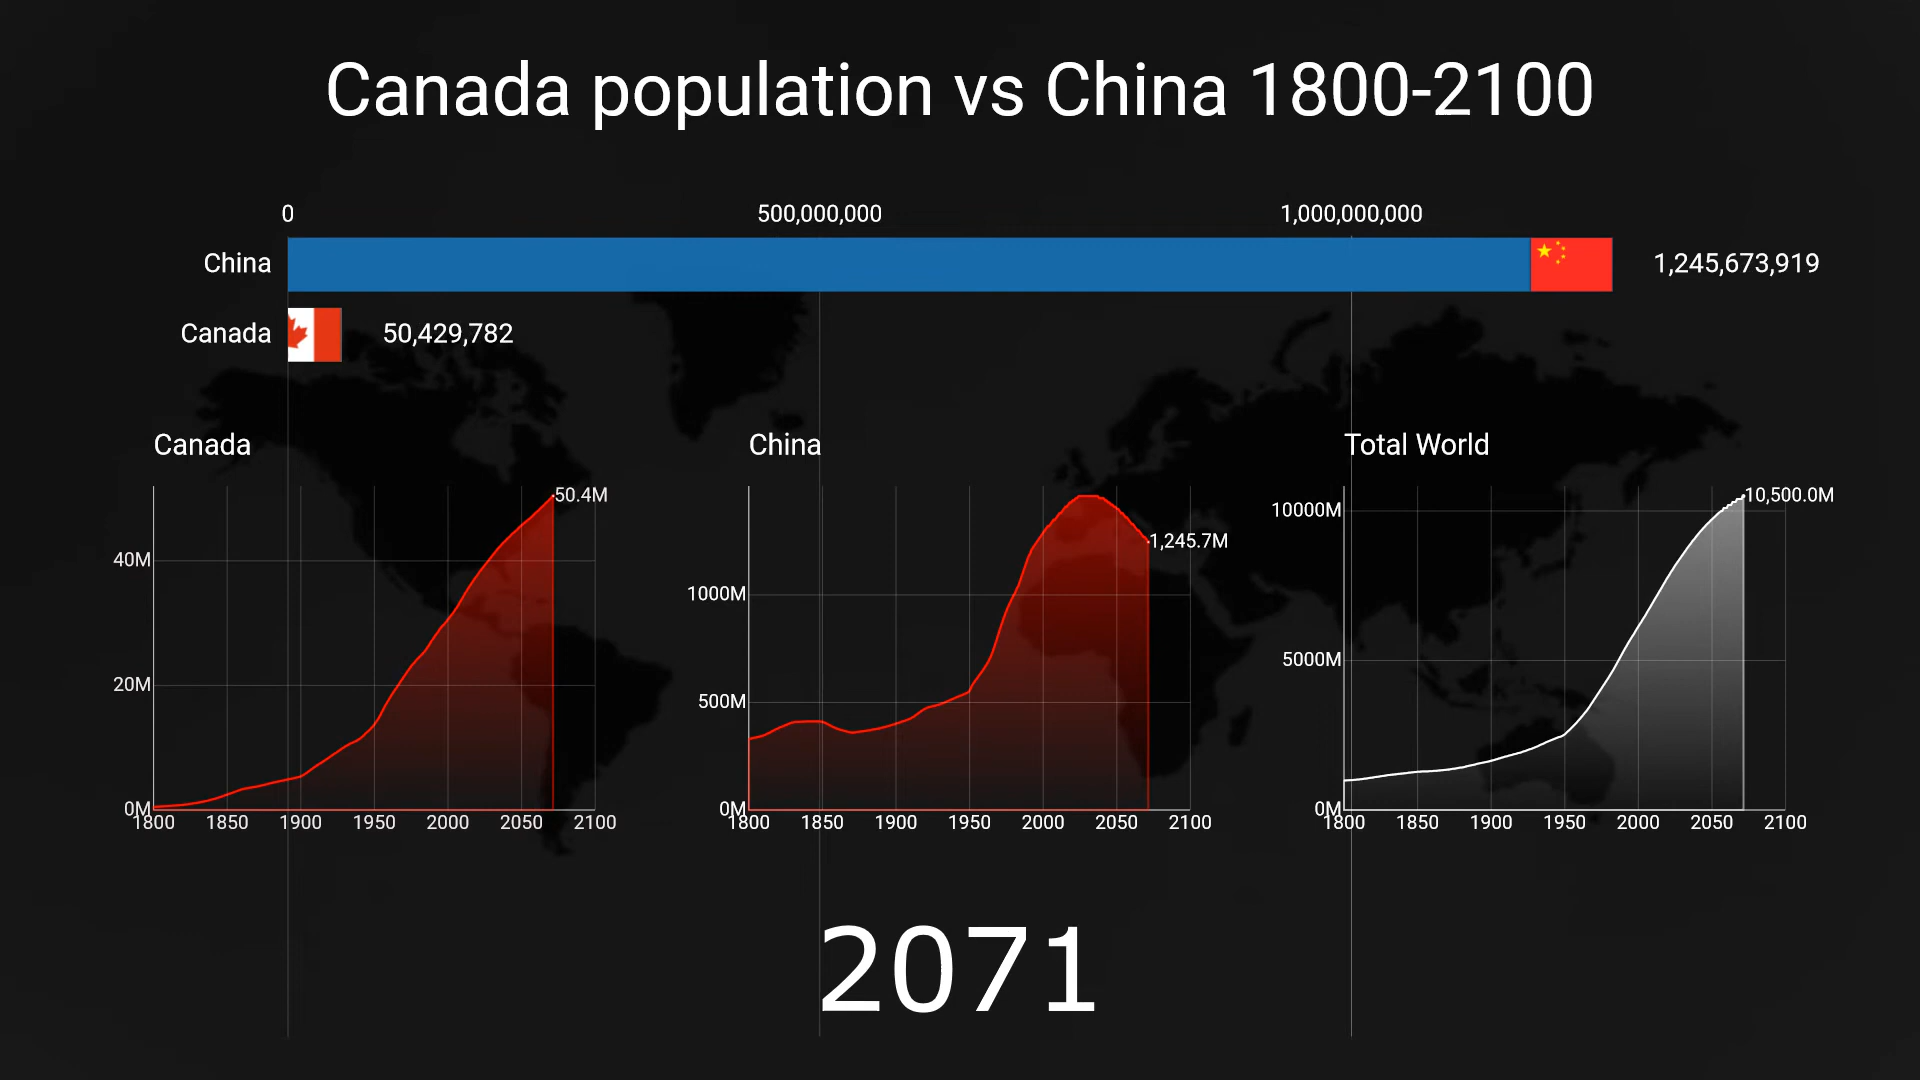 Canada population vs China 1800-2100
0 500,000,000 1,000,000,000
China 1,245,673,919
Canada 50,429,782
Canada
50.4M
40M
20M
0M
1800 1850 1900 1950 2000 2050 2100
China
1,245.7M
1000M
500M
0M
1800 1850 1900 1950 2000 2050 2100
Total World
10,500.0M
10000M
5000M
0M
1800 1850 1900 1950 2000 2050 2100
2071